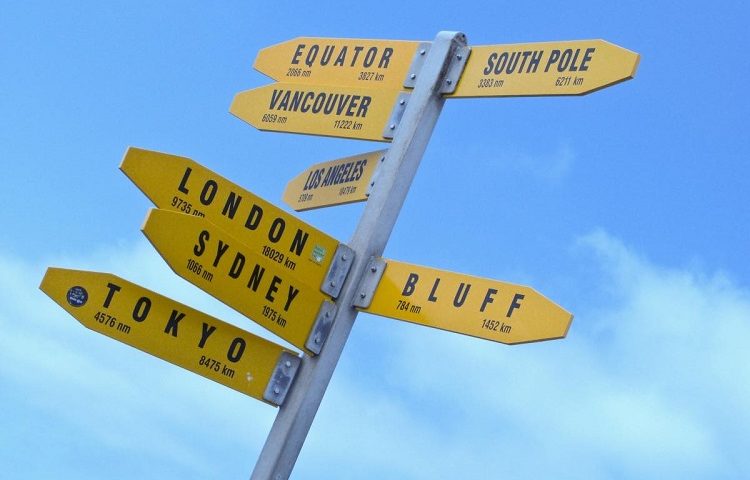 EQUATOR
2066 nm 3827 km
SOUTH POLE
3383 nm 6211 km
VANCOUVER
6059 nm 11222 km
LOS ANGELES
LONDON
9735 nm 18029 km
SYDNEY
1066 nm 1975 km
BLUFF
784 nm 1452 km
TOKYO
4576 nm 8475 km